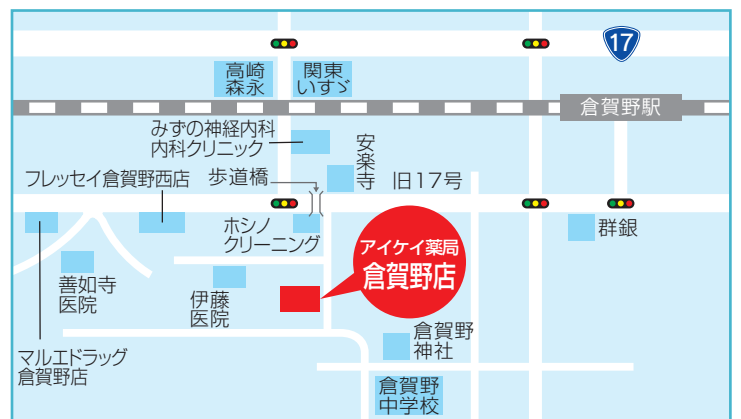 17
高崎
森永
関東
いすゞ
倉賀野駅
みずの神経内科
内科クリニック
安楽寺
フレッセイ倉賀野西店
歩道橋
旧17号
ホシノ
クリーニング
アイケイ薬局
倉賀野店
群銀
善如寺
医院
伊藤
医院
倉賀野
神社
マルエドラッグ
倉賀野店
倉賀野
中学校